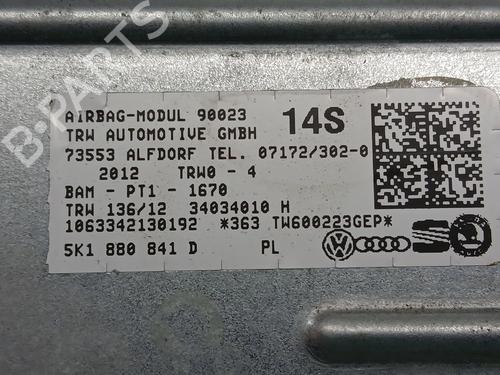 AIRBAG-MODUL 90023
14S
TRW AUTOMOTIVE GMBH
73553 ALFDORF TEL. 07172/302-0
2012 TRW0 - 4
BAM - PT1 - 1670
TRW 136/12 34034010 H
1063342130192 *363 TW600223GEP*
5K1 880 841 D PL
B-PARTS